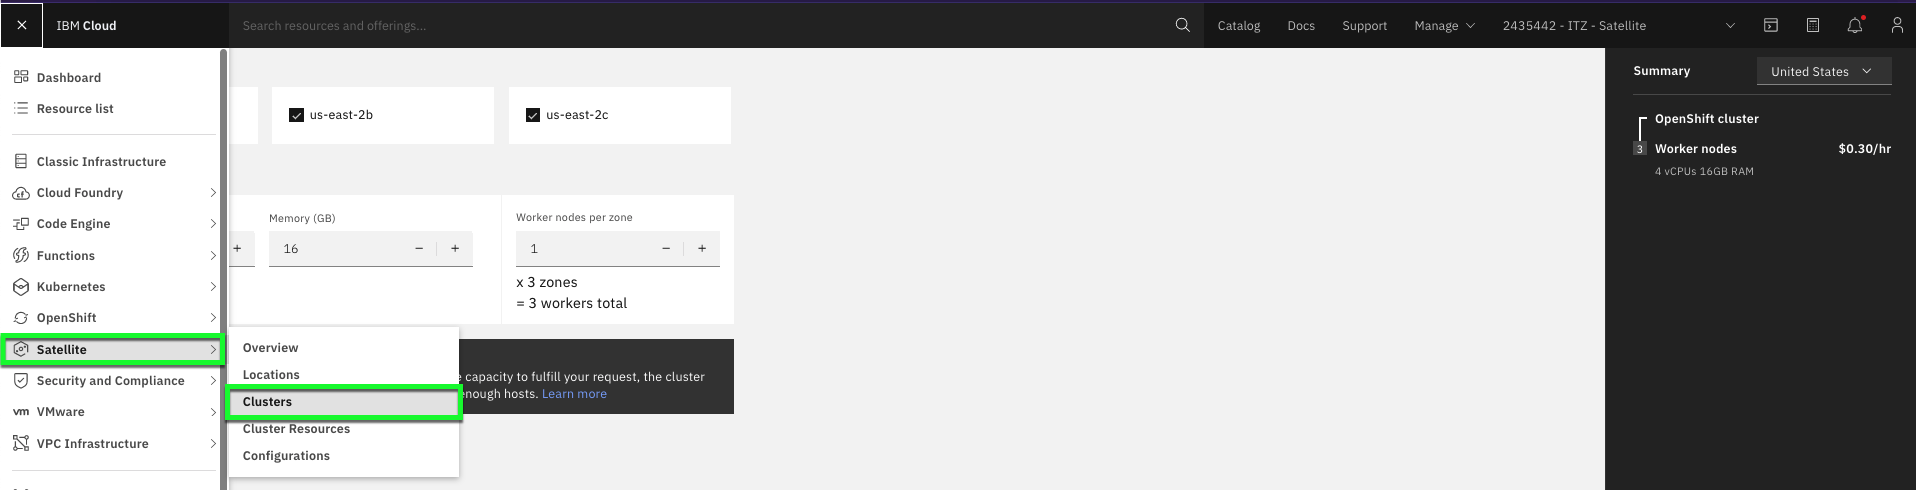 IBM Cloud
Search resources and offerings...
Catalog
Docs
Support
Manage
2435442 - ITZ - Satellite
Dashboard
Resource list
Classic Infrastructure
Cloud Foundry
Code Engine
Functions
Kubernetes
OpenShift
Satellite
Security and Compliance
vm VMware
VPC Infrastructure
Overview
Locations
Clusters
Cluster Resources
Configurations
us-east-2b
us-east-2c
Memory (GB)
16
Worker nodes per zone
1
x 3 zones
= 3 workers total
capacity to fulfill your request, the cluster
enough hosts. Learn more
Summary
United States
OpenShift cluster
3 Worker nodes $0.30/hr
4 vCPUs 16GB RAM